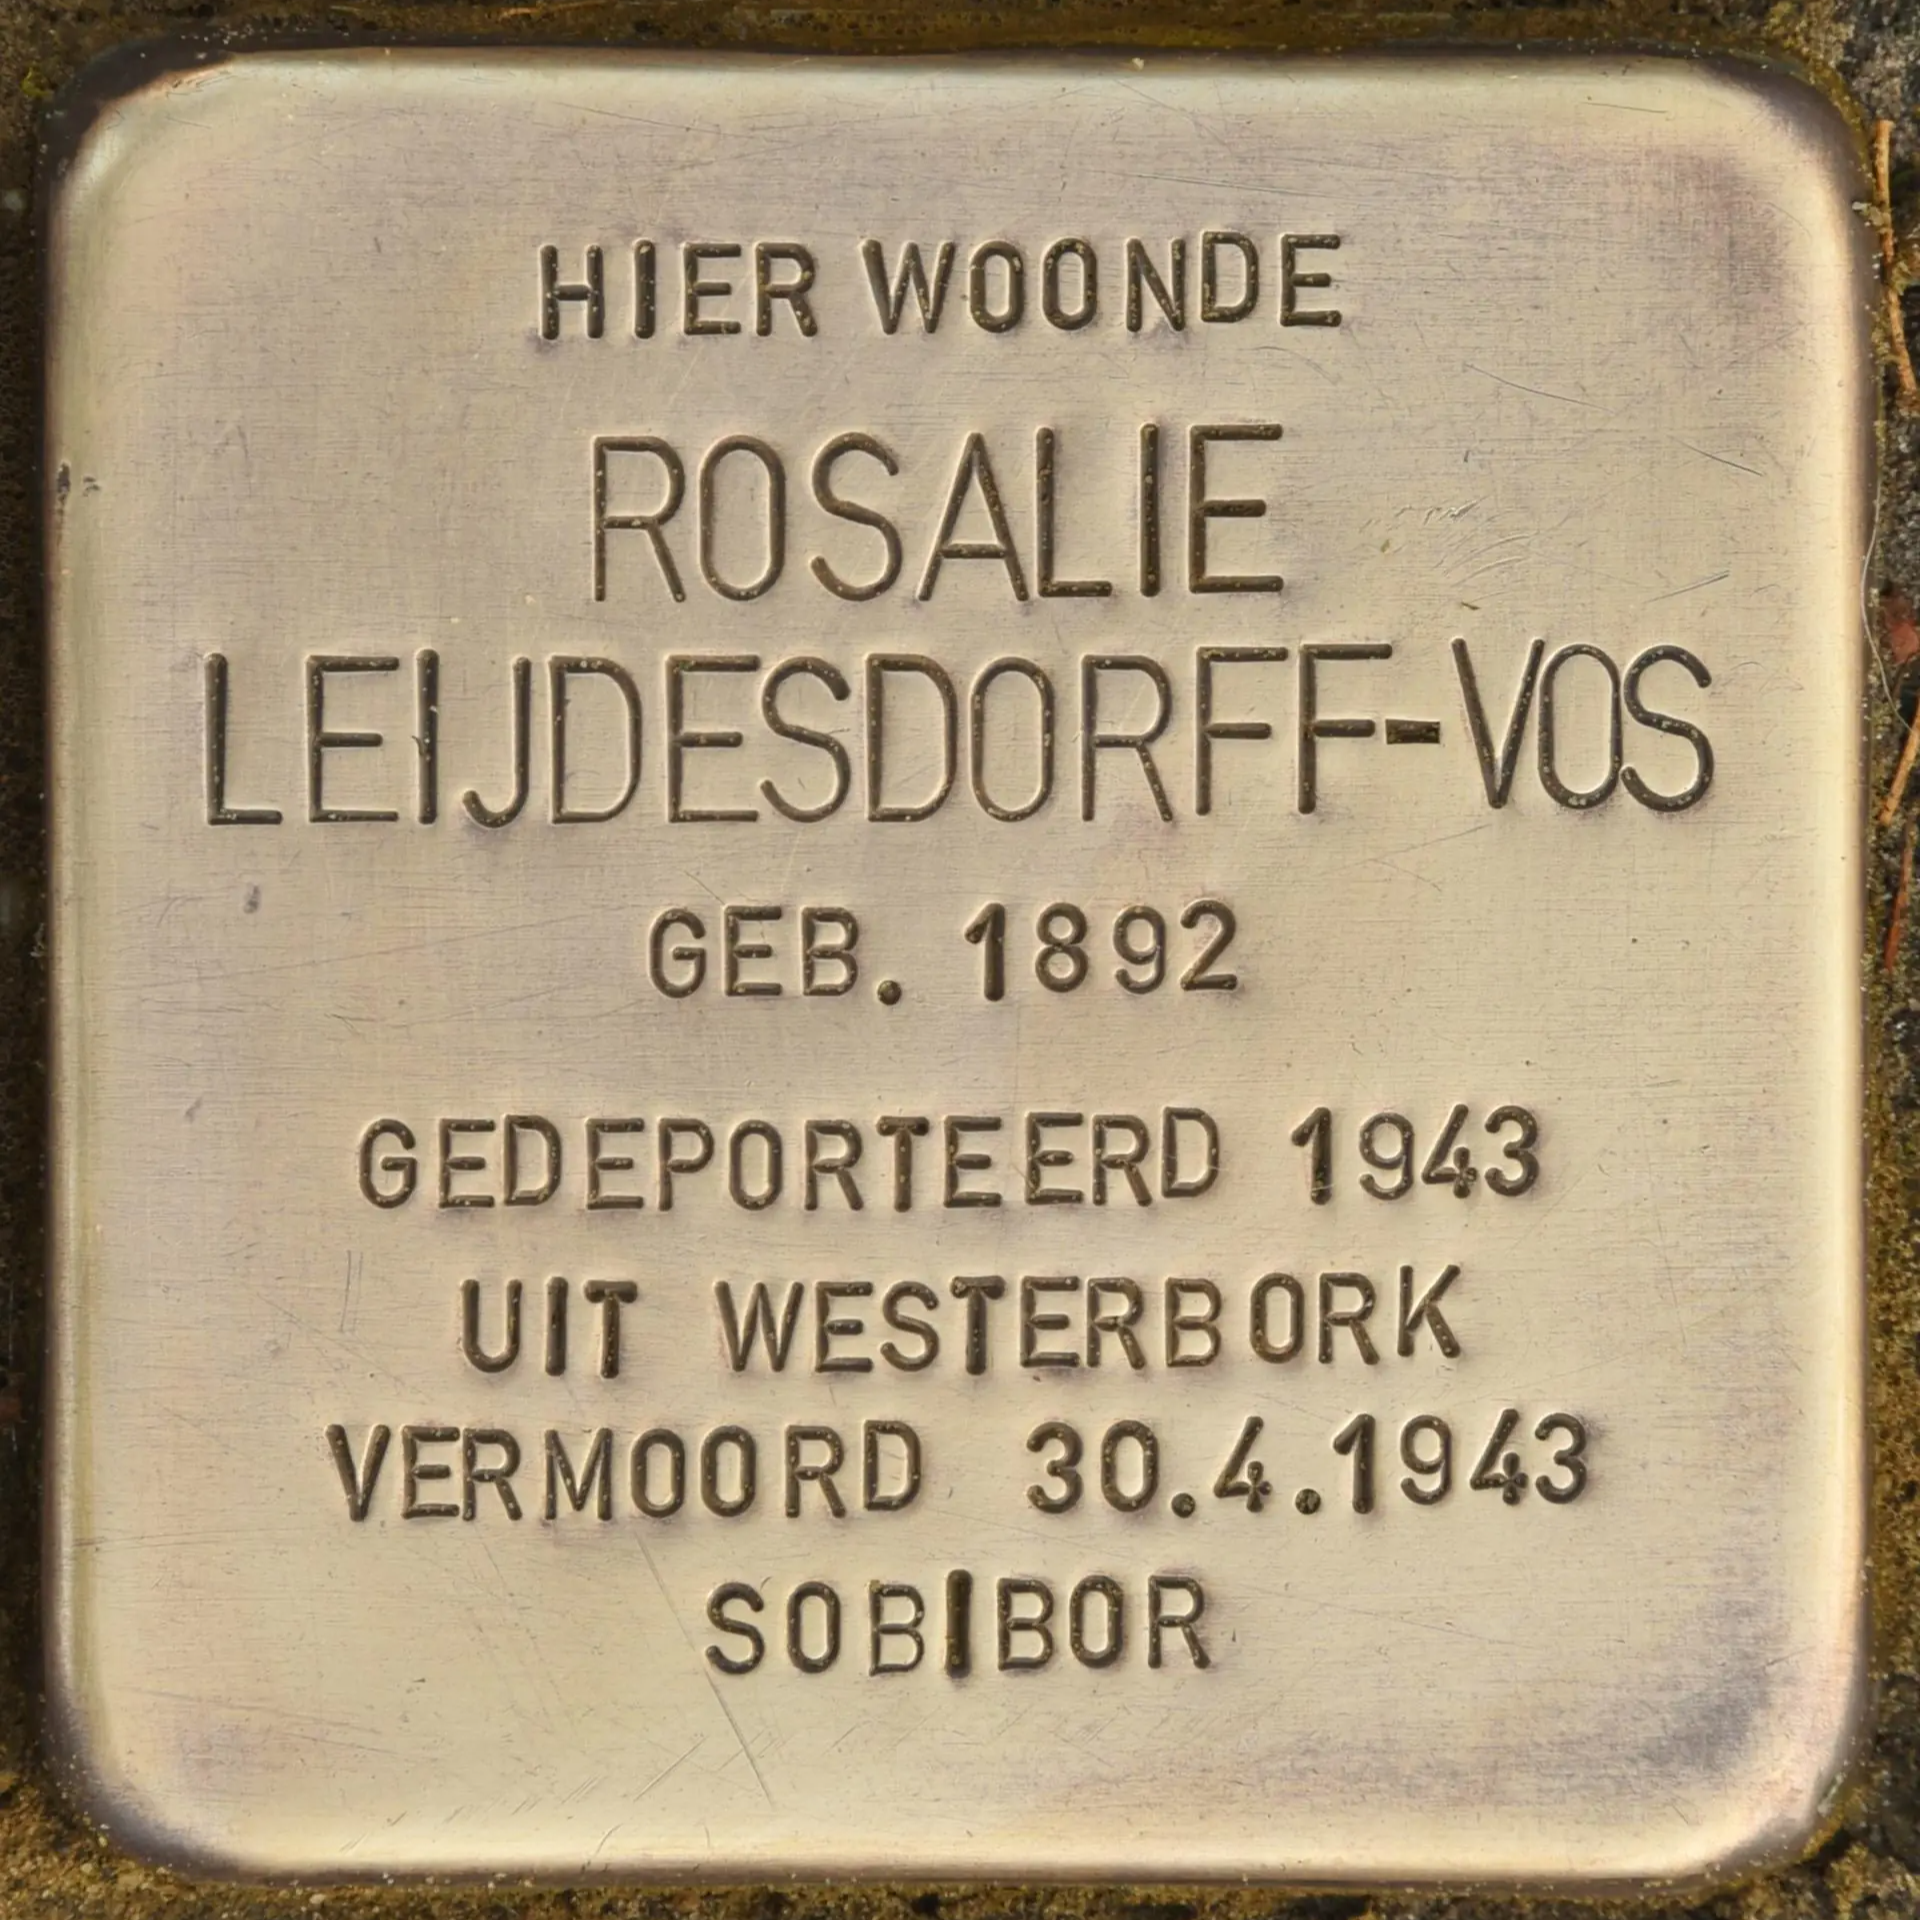 HIER WOONDE
ROSALIE
LEIJDESDORFF-VOS
GEB. 1892
GEDEPORTEERD 1943
UIT WESTERBORK
VERMOORD 30.4.1943
SOBIBOR